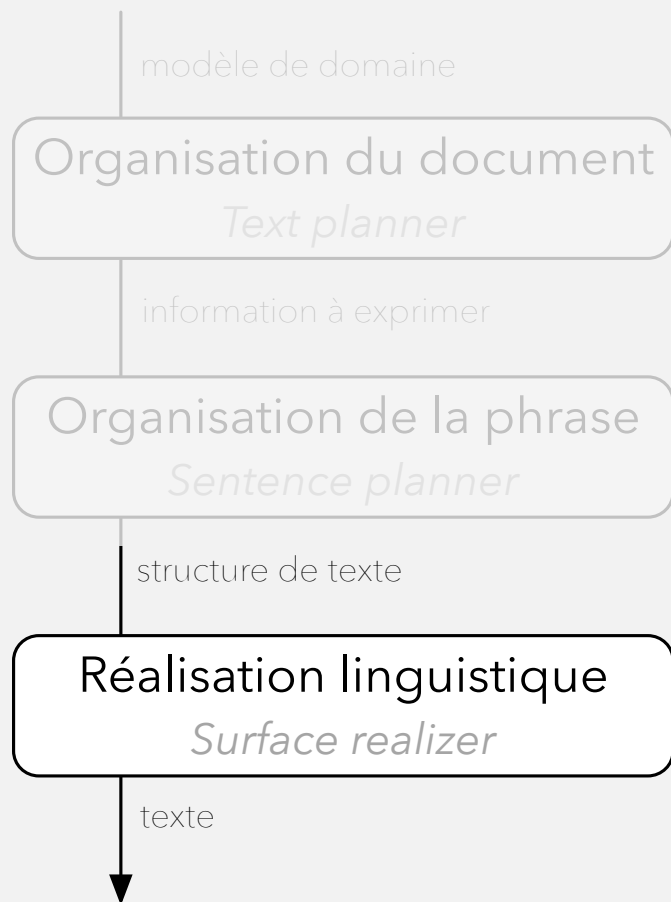 modèle de domaine
Organisation du document
Text planner
information à exprimer
Organisation de la phrase
Sentence planner
structure de texte
Réalisation linguistique
Surface realizer
texte